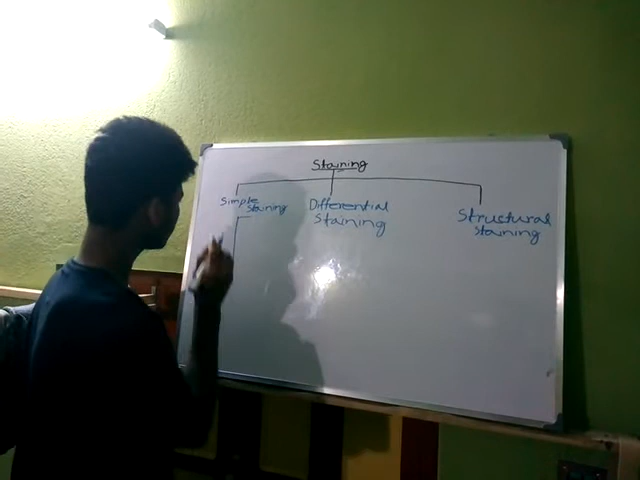 Staining
Simple
Staining
Differential
Staining
Structural
Staining